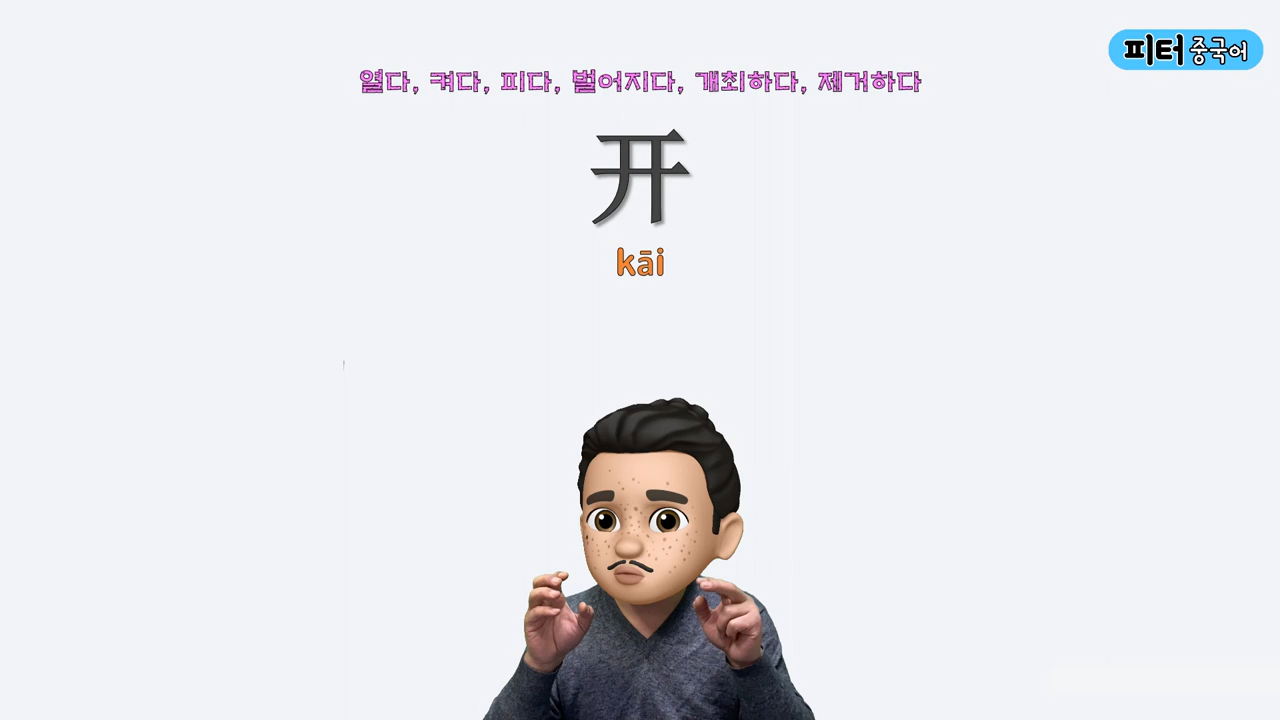 피터 중국어
열다, 켜다, 피다, 벌어지다, 개최하다, 제거하다
开
kāi